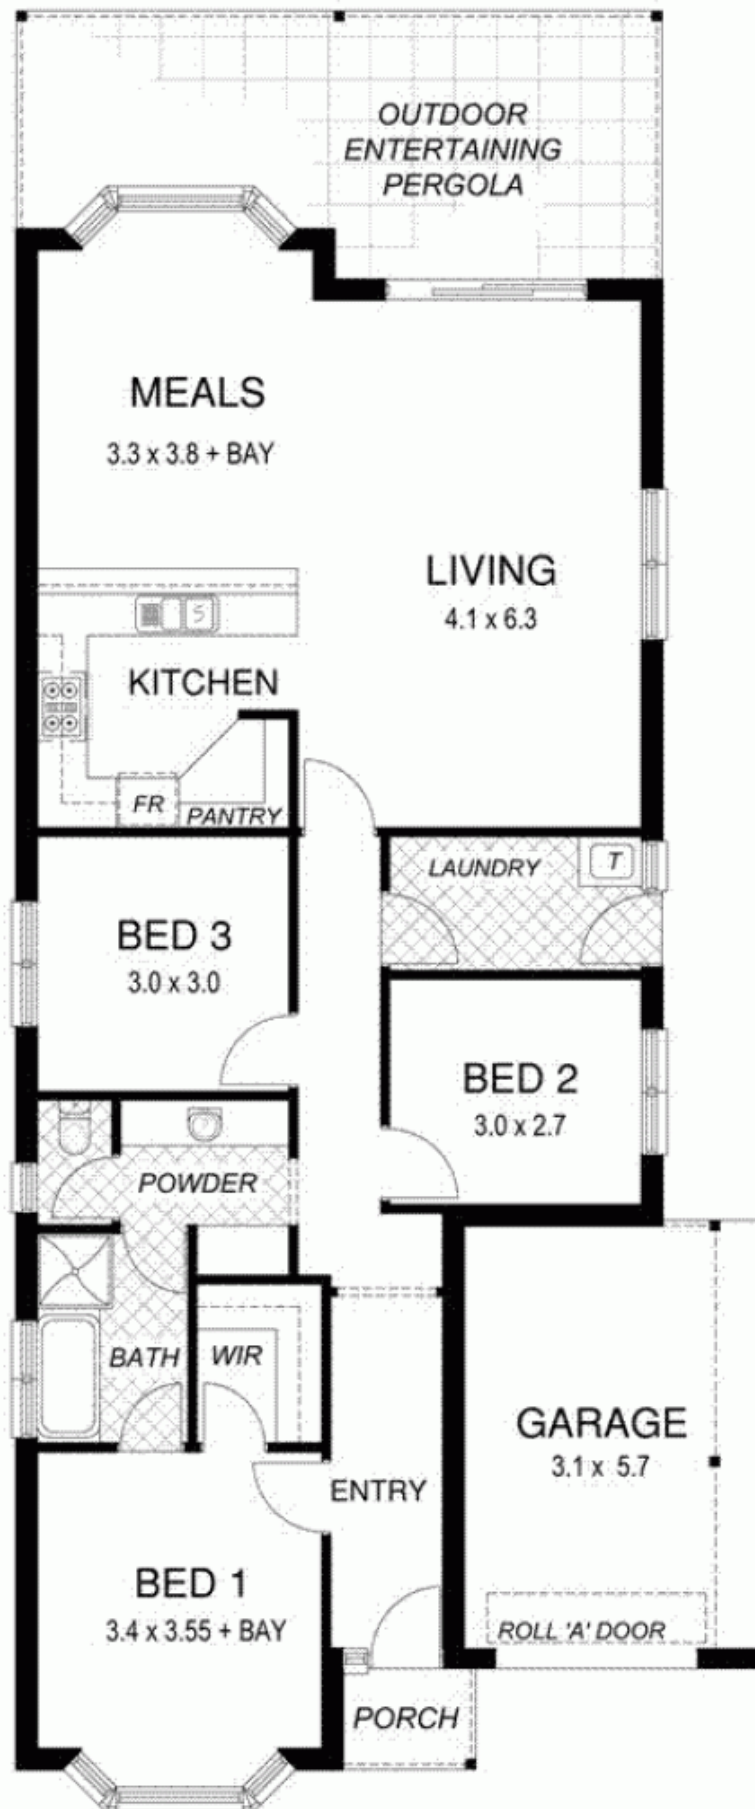 OUTDOOR
ENTERTAINING
PERGOLA
MEALS
3.3 x 3.8 + BAY
LIVING
4.1 x 6.3
S
KITCHEN
FR
PANTRY
LAUNDRY
T
BED 3
3.0 x 3.0
BED 2
3.0 x 2.7
POWDER
BATH
WIR
GARAGE
3.1 x 5.7
ENTRY
BED 1
3.4 x 3.55 + BAY
ROLL 'A' DOOR
PORCH